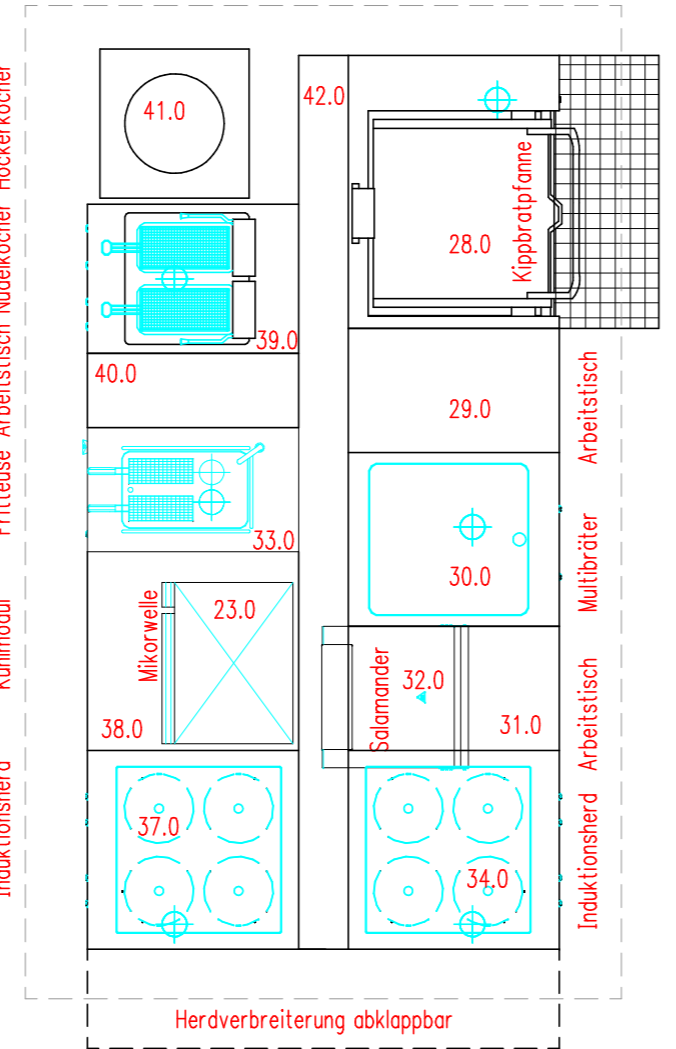 41.0
42.0
Hockerkocher
Nudelkocher
39.0
40.0
Arbeitstisch
Fritteuse
33.0
Kühlmodul
Mikorwelle
23.0
38.0
Induktionsherd
37.0
28.0
Kippbratpfanne
29.0
Arbeitstisch
30.0
Multibräter
Salamander
32.0
31.0
Arbeitstisch
34.0
Induktionsherd
Herdverbreiterung abklappbar